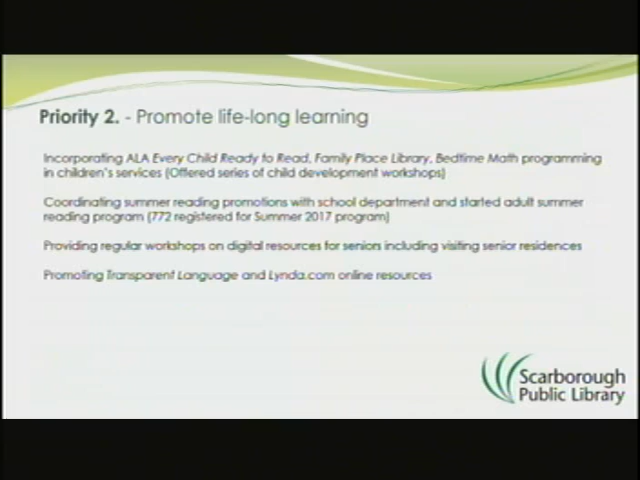 Priority 2. - Promote life-long learning
Incorporating ALA Every Child Ready to Read, Family Place Library, Bedtime Math programming
in children's services (Offered series of child development workshops)
Coordinating summer reading promotions with school department and started adult summer
reading program (772 registered for Summer 2017 program)
Providing regular workshops on digital resources for seniors including visiting senior residences
Promoting Transparent Language and Lynda.com online resources
Scarborough
Public Library